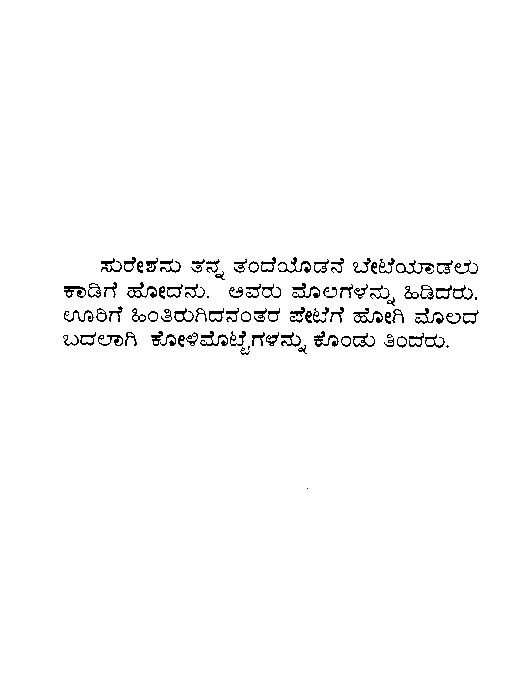 ಸುರೇಶನು ತನ್ನ ತಂದೆಯೊಡನೆ ಬೇಟೆಯಾಡಲು
ಕಾಡಿಗೆ ಹೋದನು. ಅವರು ಮೊಲಗಳನ್ನು ಹಿಡಿದರು.
ಊರಿಗೆ ಹಿಂತಿರುಗಿದನಂತರ ಪೇಟೆಗೆ ಹೋಗಿ ಮೊಲದ
ಬದಲಾಗಿ ಕೋಳಿಮೊಟ್ಟೆಗಳನ್ನು ಕೊಂಡು ತಿಂದರು.